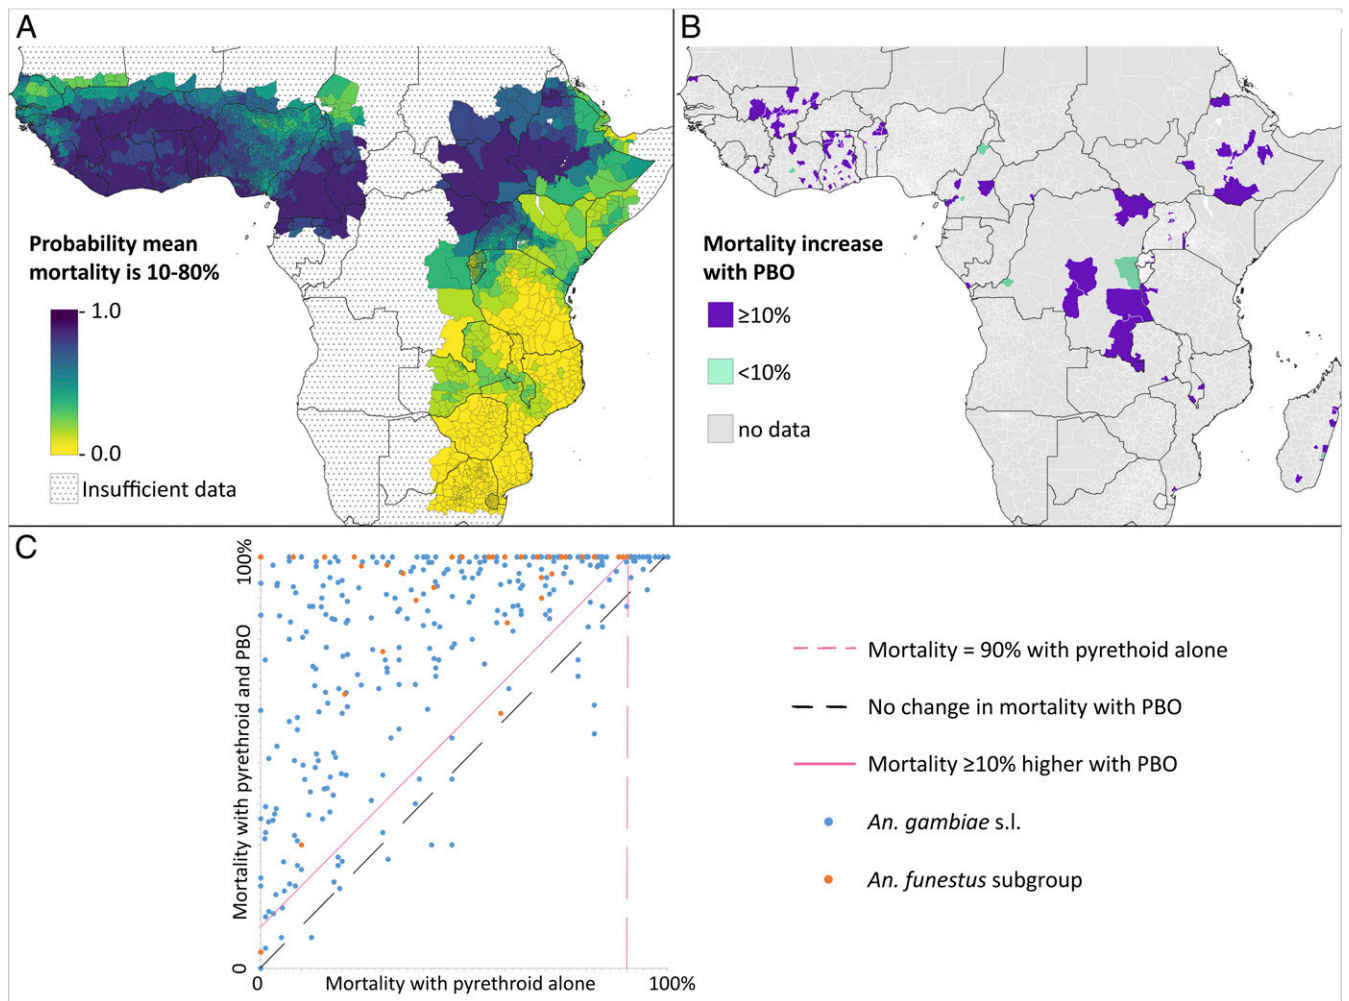 A
Probability mean
mortality is 10-80%
- 1.0
- 0.0
Insufficient data
B
Mortality increase
with PBO
≥10%
<10%
no data
C
100%
Mortality with pyrethroid and PBO
0
0
Mortality with pyrethroid alone
100%
Mortality = 90% with pyrethoid alone
No change in mortality with PBO
Mortality ≥10% higher with PBO
An. gambiae s.l.
An. funestus subgroup